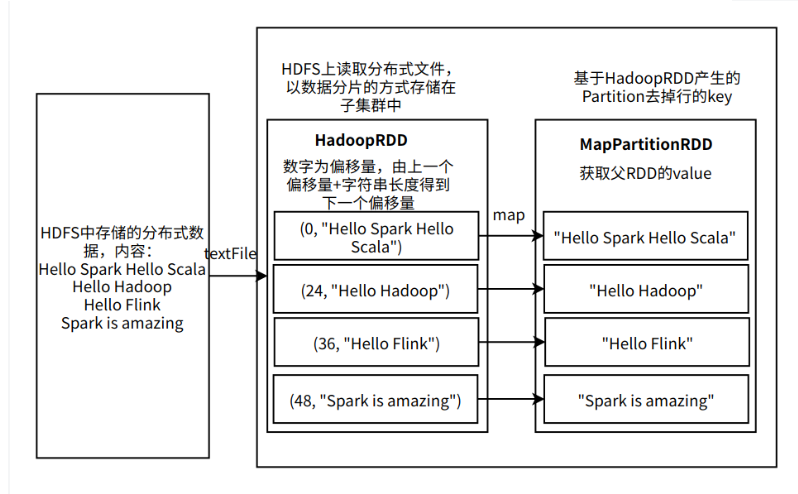 HDFS中存储的分布式数
据，内容：
Hello Spark Hello Scala
Hello Hadoop
Hello Flink
Spark is amazing
textFile
HDFS上读取分布式文件，
以数据分片的方式存储在
子集群中
HadoopRDD
数字为偏移量，由上一个
偏移量+字符串长度得到
下一个偏移量
(0, "Hello Spark Hello
Scala")
(24, "Hello Hadoop")
(36, "Hello Flink")
(48, "Spark is amazing")
map
基于HadoopRDD产生的
Partition去掉行的key
MapPartitionRDD
获取父RDD的value
"Hello Spark Hello Scala"
"Hello Hadoop"
"Hello Flink"
"Spark is amazing"